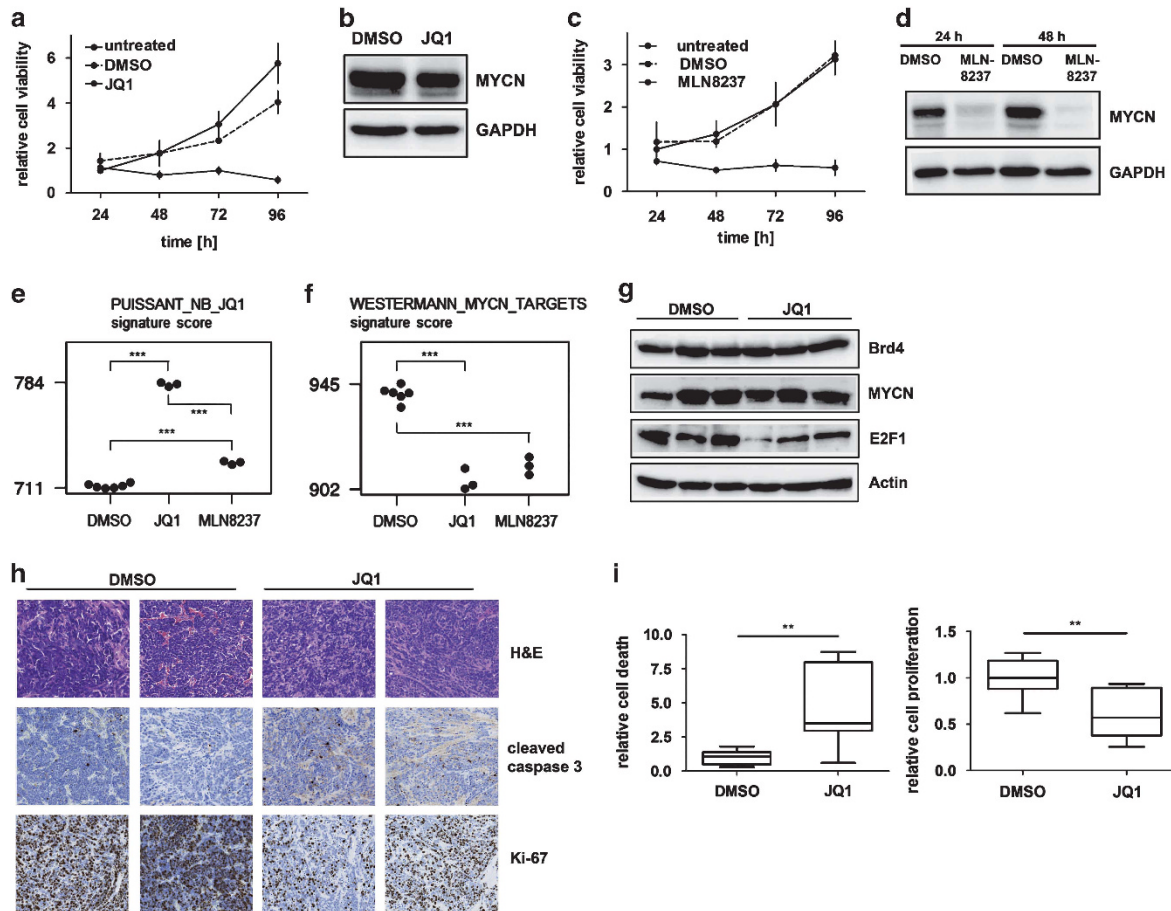 a
untreated
DMSO
JQ1
relative cell viability
6
4
2
0
24 48 72 96
time [h]
b
DMSO JQ1
MYCN
GAPDH
c
untreated
DMSO
MLN8237
relative cell viability
3
2
1
0
24 48 72 96
time [h]
d
24 h 48 h
DMSO MLN-8237 DMSO MLN-8237
MYCN
GAPDH
e
PUISSANT_NB_JQ1
signature score
784
711
***
***
***
DMSO JQ1 MLN8237
f
WESTERMANN_MYCN_TARGETS
signature score
945
902
***
***
DMSO JQ1 MLN8237
g
DMSO JQ1
Brd4
MYCN
E2F1
Actin
h
DMSO JQ1
H&E
cleaved
caspase 3
Ki-67
i
relative cell death
10.0
7.5
5.0
2.5
0.0
**
DMSO JQ1
relative cell proliferation
1.5
1.0
0.5
0.0
**
DMSO JQ1